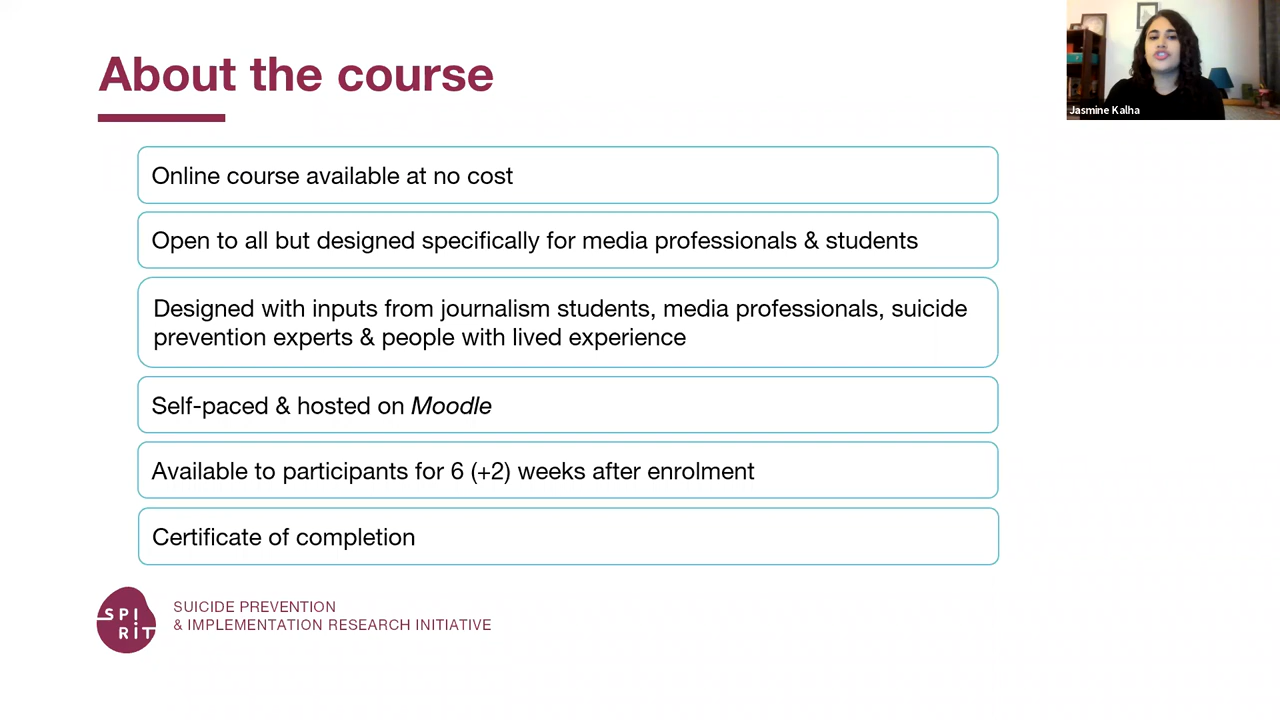 About the course
Jasmine Kalha
Online course available at no cost
Open to all but designed specifically for media professionals & students
Designed with inputs from journalism students, media professionals, suicide
prevention experts & people with lived experience
Self-paced & hosted on Moodle
Available to participants for 6 (+2) weeks after enrolment
Certificate of completion
SPI
RIT
SUICIDE PREVENTION
& IMPLEMENTATION RESEARCH INITIATIVE